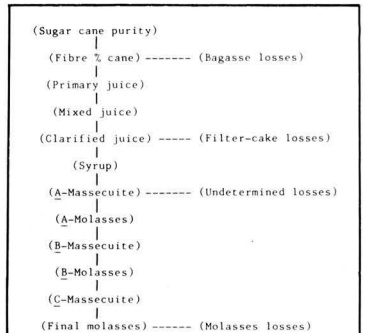 (Sugar cane purity)
(Fibre % cane) ------- (Bagasse losses)
(Primary juice)
(Mixed juice)
(Clarified juice) ----- (Filter-cake losses)
(Syrup)
(A-Massecuite) ------- (Undetermined losses)
(A-Molasses)
(B-Massecuite)
(B-Molasses)
(C-Massecuite)
(Final molasses) ------ (Molasses losses)